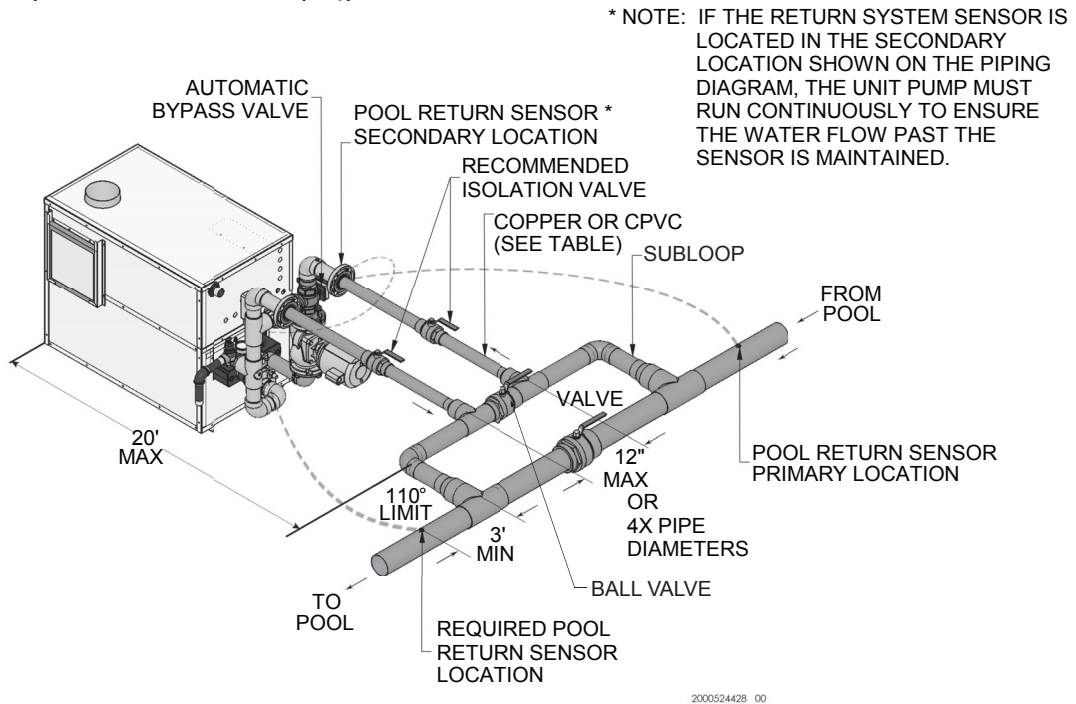 * NOTE: IF THE RETURN SYSTEM SENSOR IS
LOCATED IN THE SECONDARY
LOCATION SHOWN ON THE PIPING
DIAGRAM, THE UNIT PUMP MUST
RUN CONTINUOUSLY TO ENSURE
THE WATER FLOW PAST THE
SENSOR IS MAINTAINED.
AUTOMATIC
BYPASS VALVE
POOL RETURN SENSOR *
SECONDARY LOCATION
RECOMMENDED
ISOLATION VALVE
COPPER OR CPVC
(SEE TABLE)
SUBLOOP
FROM
POOL
VALVE
20'
MAX
12"
MAX
OR
4X PIPE
DIAMETERS
POOL RETURN SENSOR
PRIMARY LOCATION
110°
LIMIT
3'
MIN
BALL VALVE
TO
POOL
REQUIRED POOL
RETURN SENSOR
LOCATION
2000524428 00